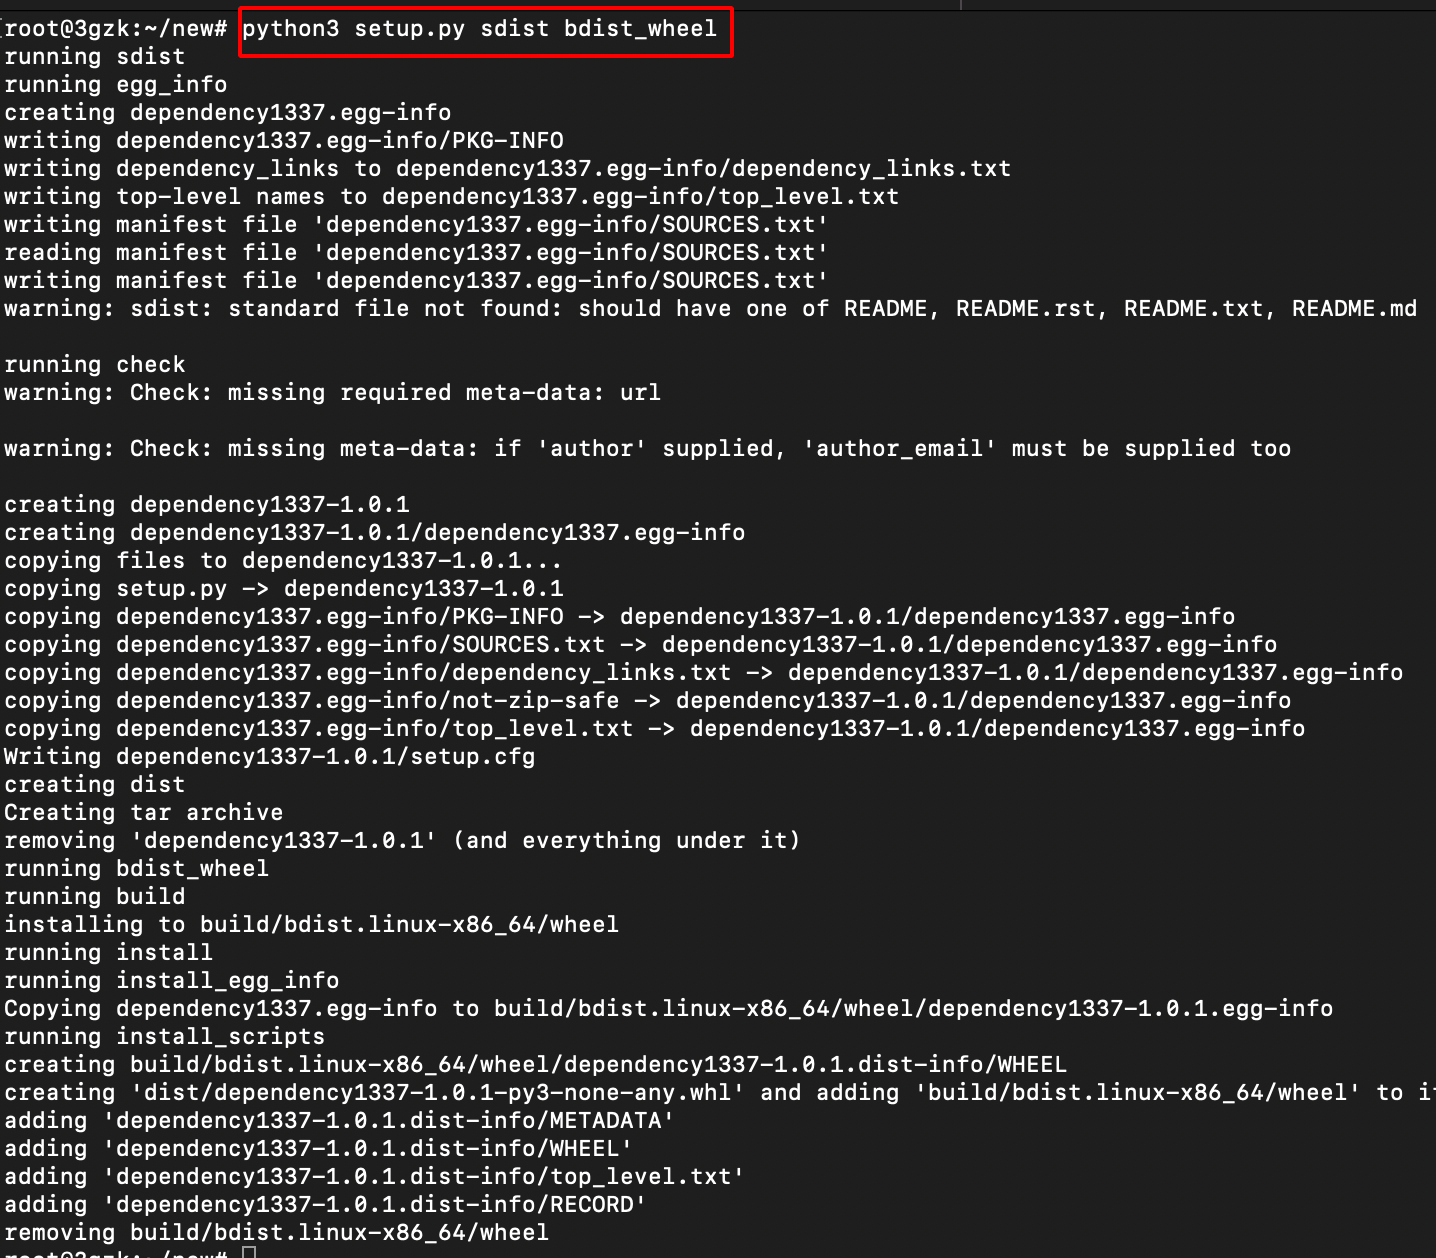 root@3gzk:~/new# python3 setup.py sdist bdist_wheel
running sdist
running egg_info
creating dependency1337.egg-info
writing dependency1337.egg-info/PKG-INFO
writing dependency_links to dependency1337.egg-info/dependency_links.txt
writing top-level names to dependency1337.egg-info/top_level.txt
writing manifest file 'dependency1337.egg-info/SOURCES.txt'
reading manifest file 'dependency1337.egg-info/SOURCES.txt'
writing manifest file 'dependency1337.egg-info/SOURCES.txt'
warning: sdist: standard file not found: should have one of README, README.rst, README.txt, README.md
running check
warning: Check: missing required meta-data: url
warning: Check: missing meta-data: if 'author' supplied, 'author_email' must be supplied too
creating dependency1337-1.0.1
creating dependency1337-1.0.1/dependency1337.egg-info
copying files to dependency1337-1.0.1...
copying setup.py -> dependency1337-1.0.1
copying dependency1337.egg-info/PKG-INFO -> dependency1337-1.0.1/dependency1337.egg-info
copying dependency1337.egg-info/SOURCES.txt -> dependency1337-1.0.1/dependency1337.egg-info
copying dependency1337.egg-info/dependency_links.txt -> dependency1337-1.0.1/dependency1337.egg-info
copying dependency1337.egg-info/not-zip-safe -> dependency1337-1.0.1/dependency1337.egg-info
copying dependency1337.egg-info/top_level.txt -> dependency1337-1.0.1/dependency1337.egg-info
Writing dependency1337-1.0.1/setup.cfg
creating dist
Creating tar archive
removing 'dependency1337-1.0.1' (and everything under it)
running bdist_wheel
running build
installing to build/bdist.linux-x86_64/wheel
running install
running install_egg_info
Copying dependency1337.egg-info to build/bdist.linux-x86_64/wheel/dependency1337-1.0.1.egg-info
running install_scripts
creating build/bdist.linux-x86_64/wheel/dependency1337-1.0.1.dist-info/WHEEL
creating 'dist/dependency1337-1.0.1-py3-none-any.whl' and adding 'build/bdist.linux-x86_64/wheel' to
adding 'dependency1337-1.0.1.dist-info/METADATA'
adding 'dependency1337-1.0.1.dist-info/WHEEL'
adding 'dependency1337-1.0.1.dist-info/top_level.txt'
adding 'dependency1337-1.0.1.dist-info/RECORD'
removing build/bdist.linux-x86_64/wheel
root@3gzk:~/new#